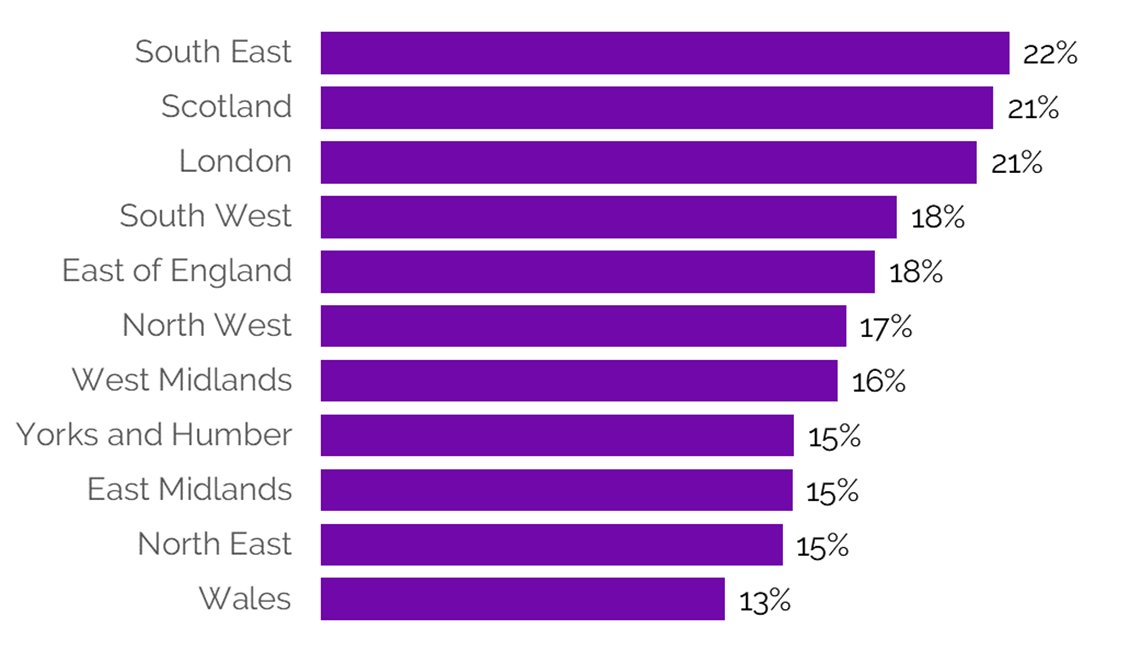 South East 22%
Scotland 21%
London 21%
South West 18%
East of England 18%
North West 17%
West Midlands 16%
Yorks and Humber 15%
East Midlands 15%
North East 15%
Wales 13%